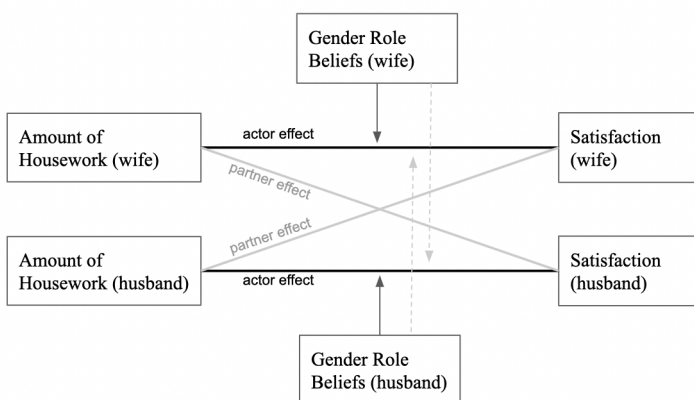 Gender Role
Beliefs (wife)
Amount of
Housework (wife)
actor effect
Satisfaction
(wife)
partner effect
partner effect
Amount of
Housework (husband)
actor effect
Satisfaction
(husband)
Gender Role
Beliefs (husband)